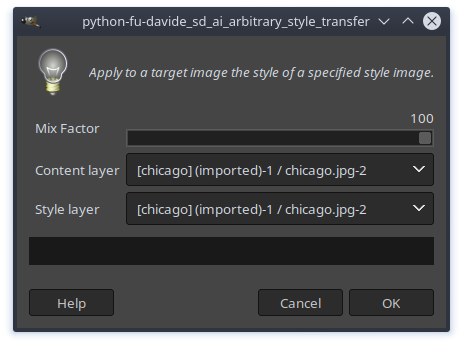 python-fu-davide_sd_ai_arbitrary_style_transfer
Apply to a target image the style of a specified style image.
Mix Factor
100
Content layer
[chicago] (imported)-1 / chicago.jpg-2
Style layer
[chicago] (imported)-1 / chicago.jpg-2
Help
Cancel
OK